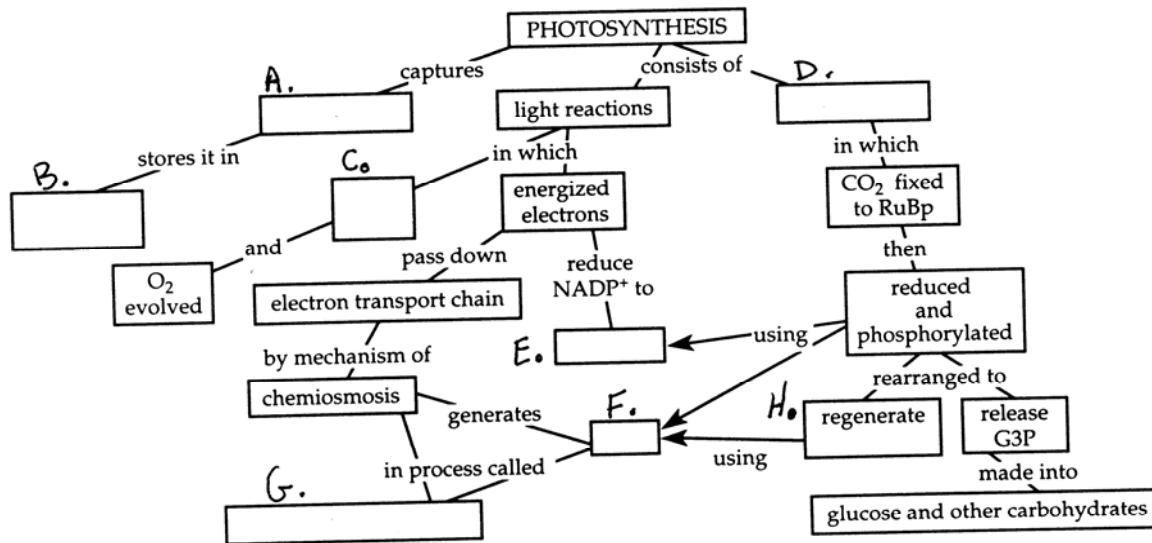 PHOTOSYNTHESIS
captures
consists of
A.
D.
light reactions
stores it in
in which
in which
B.
C.
energized
electrons
CO₂ fixed
to RuBp
and
pass down
reduce
NADP⁺ to
then
O₂
evolved
electron transport chain
reduced
and
phosphorylated
using
E.
by mechanism of
chemiosmosis
generates
F.
rearranged to
H.
regenerate
release
G3P
using
in process called
G.
made into
glucose and other carbohydrates